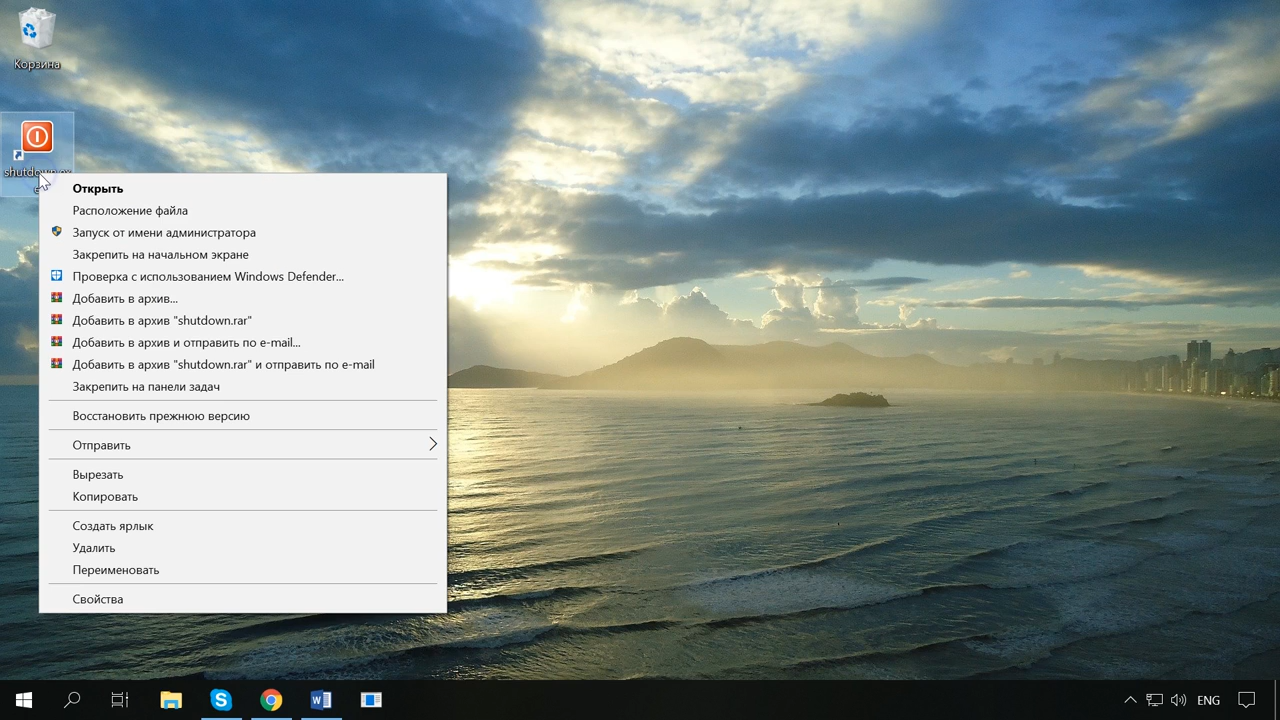 Корзина
shutdown.ex
e
Открыть
Расположение файла
Запуск от имени администратора
Закрепить на начальном экране
Проверка с использованием Windows Defender...
Добавить в архив...
Добавить в архив "shutdown.rar"
Добавить в архив и отправить по e-mail...
Добавить в архив "shutdown.rar" и отправить по e-mail
Закрепить на панели задач
Восстановить прежнюю версию
Отправить
Вырезать
Копировать
Создать ярлык
Удалить
Переименовать
Свойства
ENG